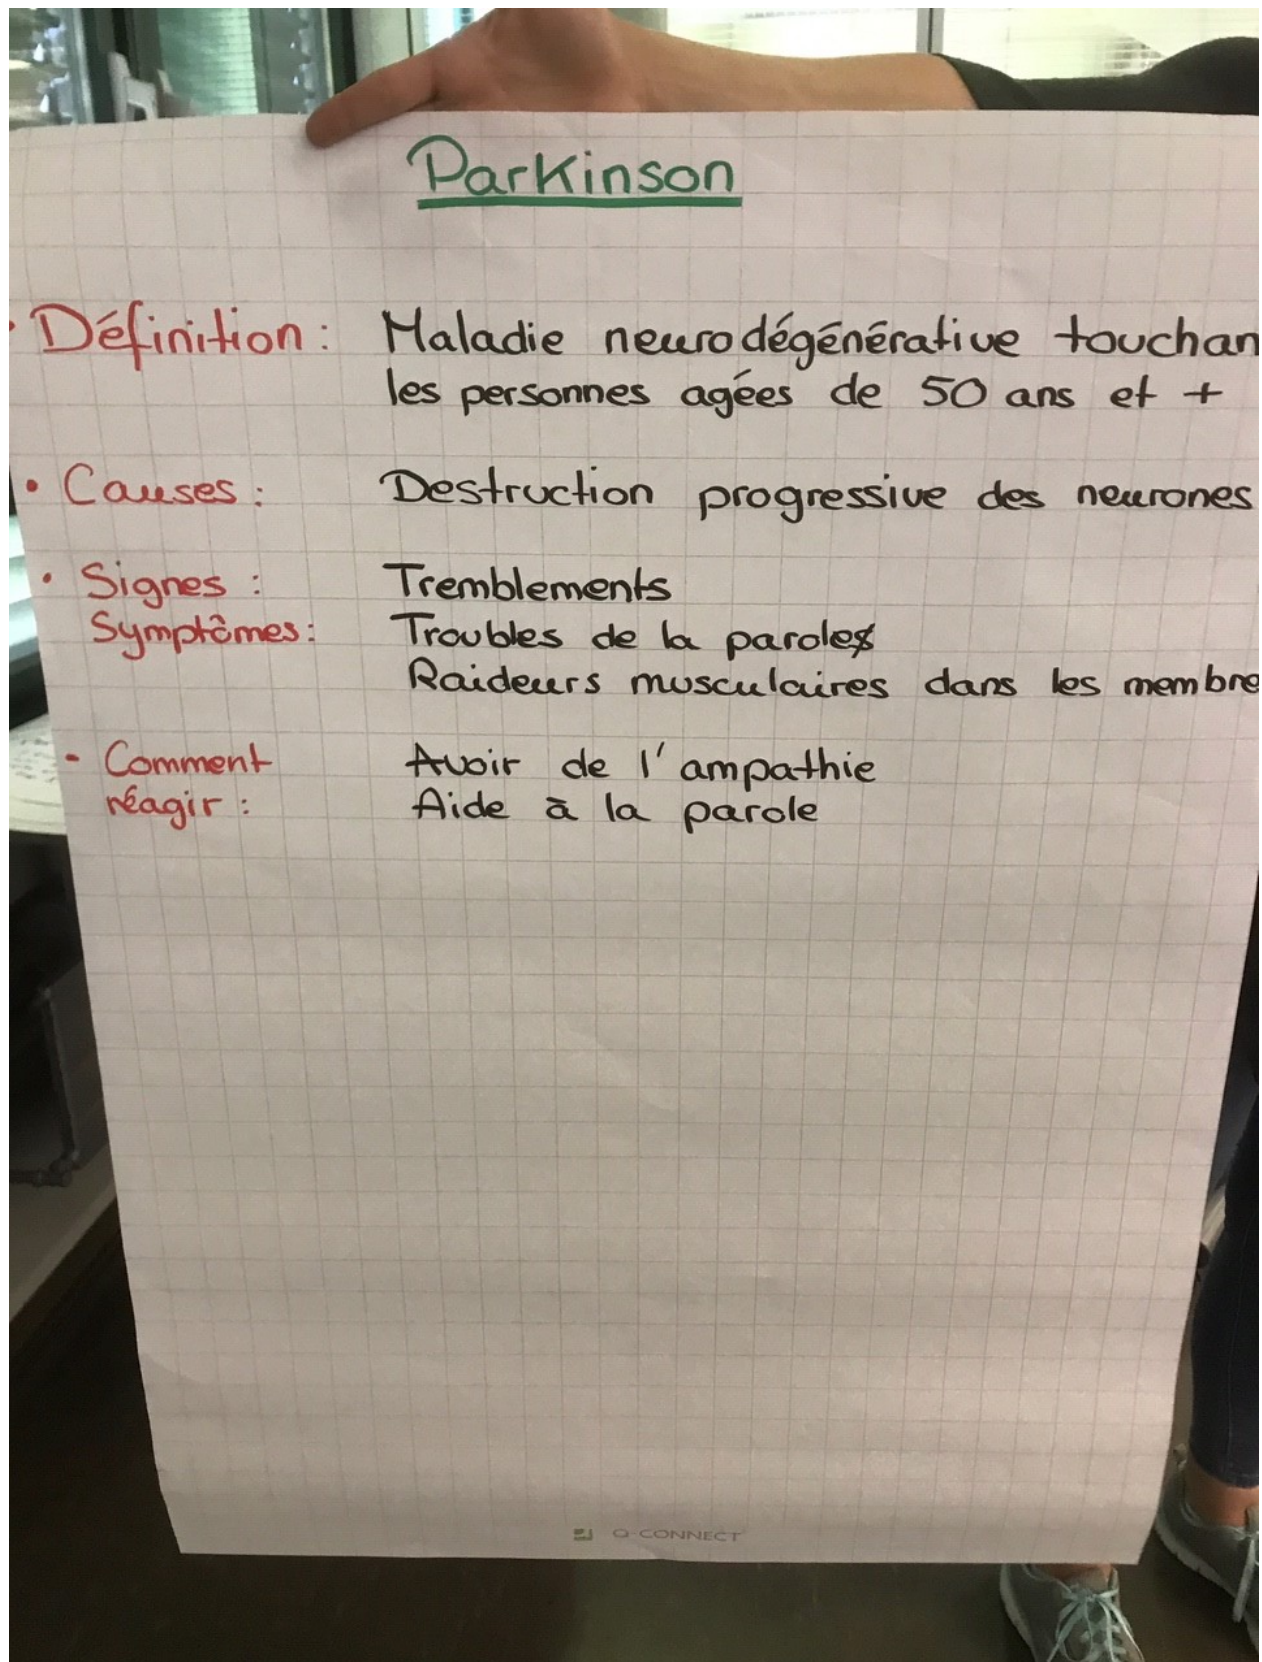 Parkinson
• Définition : Maladie neurodégénérative touchan
les personnes agées de 50 ans et +
• Causes : Destruction progressive des neurones
• Signes : Tremblements
Symptômes : Troubles de la parole
Raideurs musculaires dans les membre
- Comment Avoir de l'ampathie
réagir : Aide à la parole
Q-CONNECT